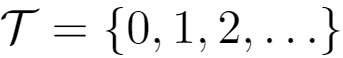 𝒯 = {0, 1, 2, . . .}